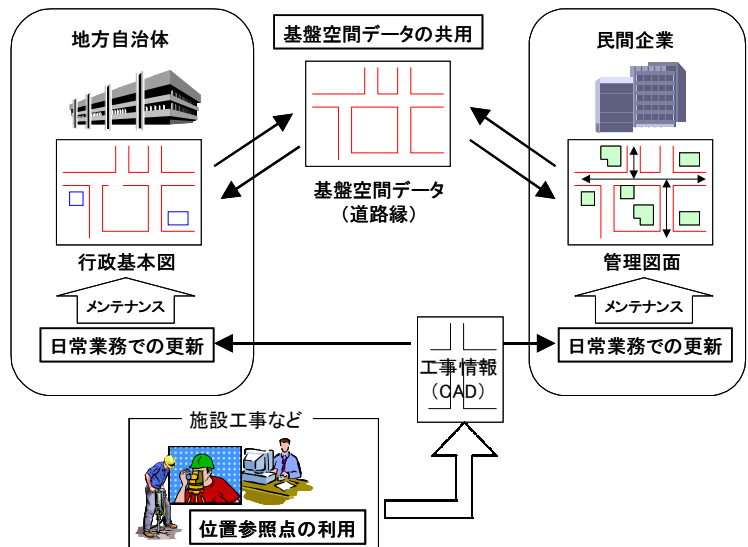 地方自治体
基盤空間データの共用
民間企業
基盤空間データ
（道路縁）
行政基本図
管理図面
メンテナンス
メンテナンス
日常業務での更新
日常業務での更新
工事情報
（CAD）
施設工事など
位置参照点の利用